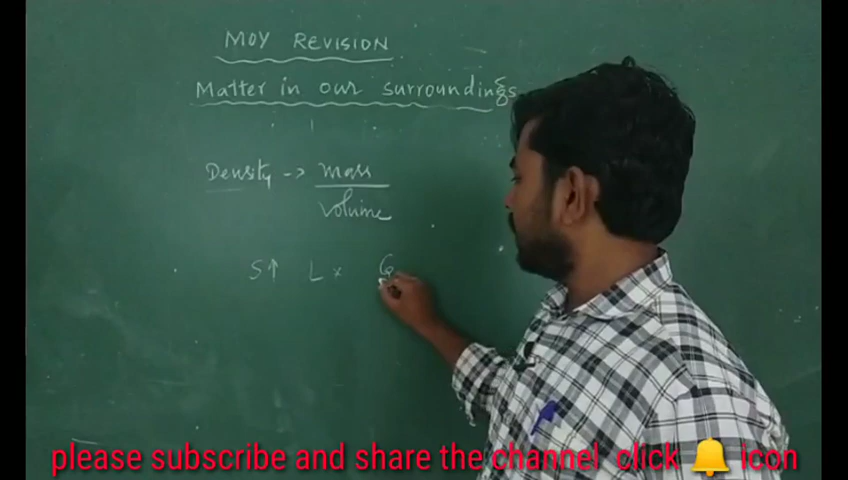 MOY REVISION
Matter in our surroundings
Density -> mass
volume
S↑ L × G
please subscribe and share the channel click 🔔 icon